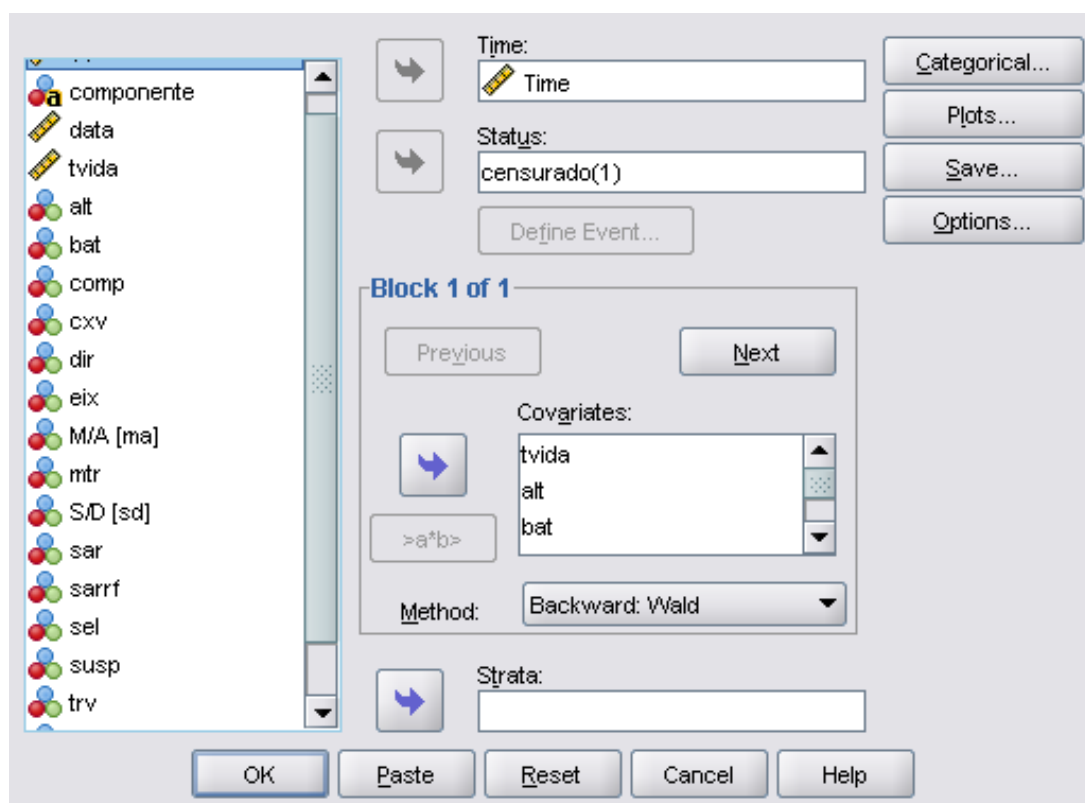 componente
data
tvida
alt
bat
comp
cxv
dir
eix
M/A [ma]
mtr
S/D [sd]
sar
sarrf
sel
susp
trv
Time:
Time
Status:
censurado(1)
Define Event...
Block 1 of 1
Previous
Next
Covariates:
tvida
alt
bat
>a*b>
Method:
Backward: Wald
Strata:
Categorical...
Plots...
Save...
Options...
OK
Paste
Reset
Cancel
Help